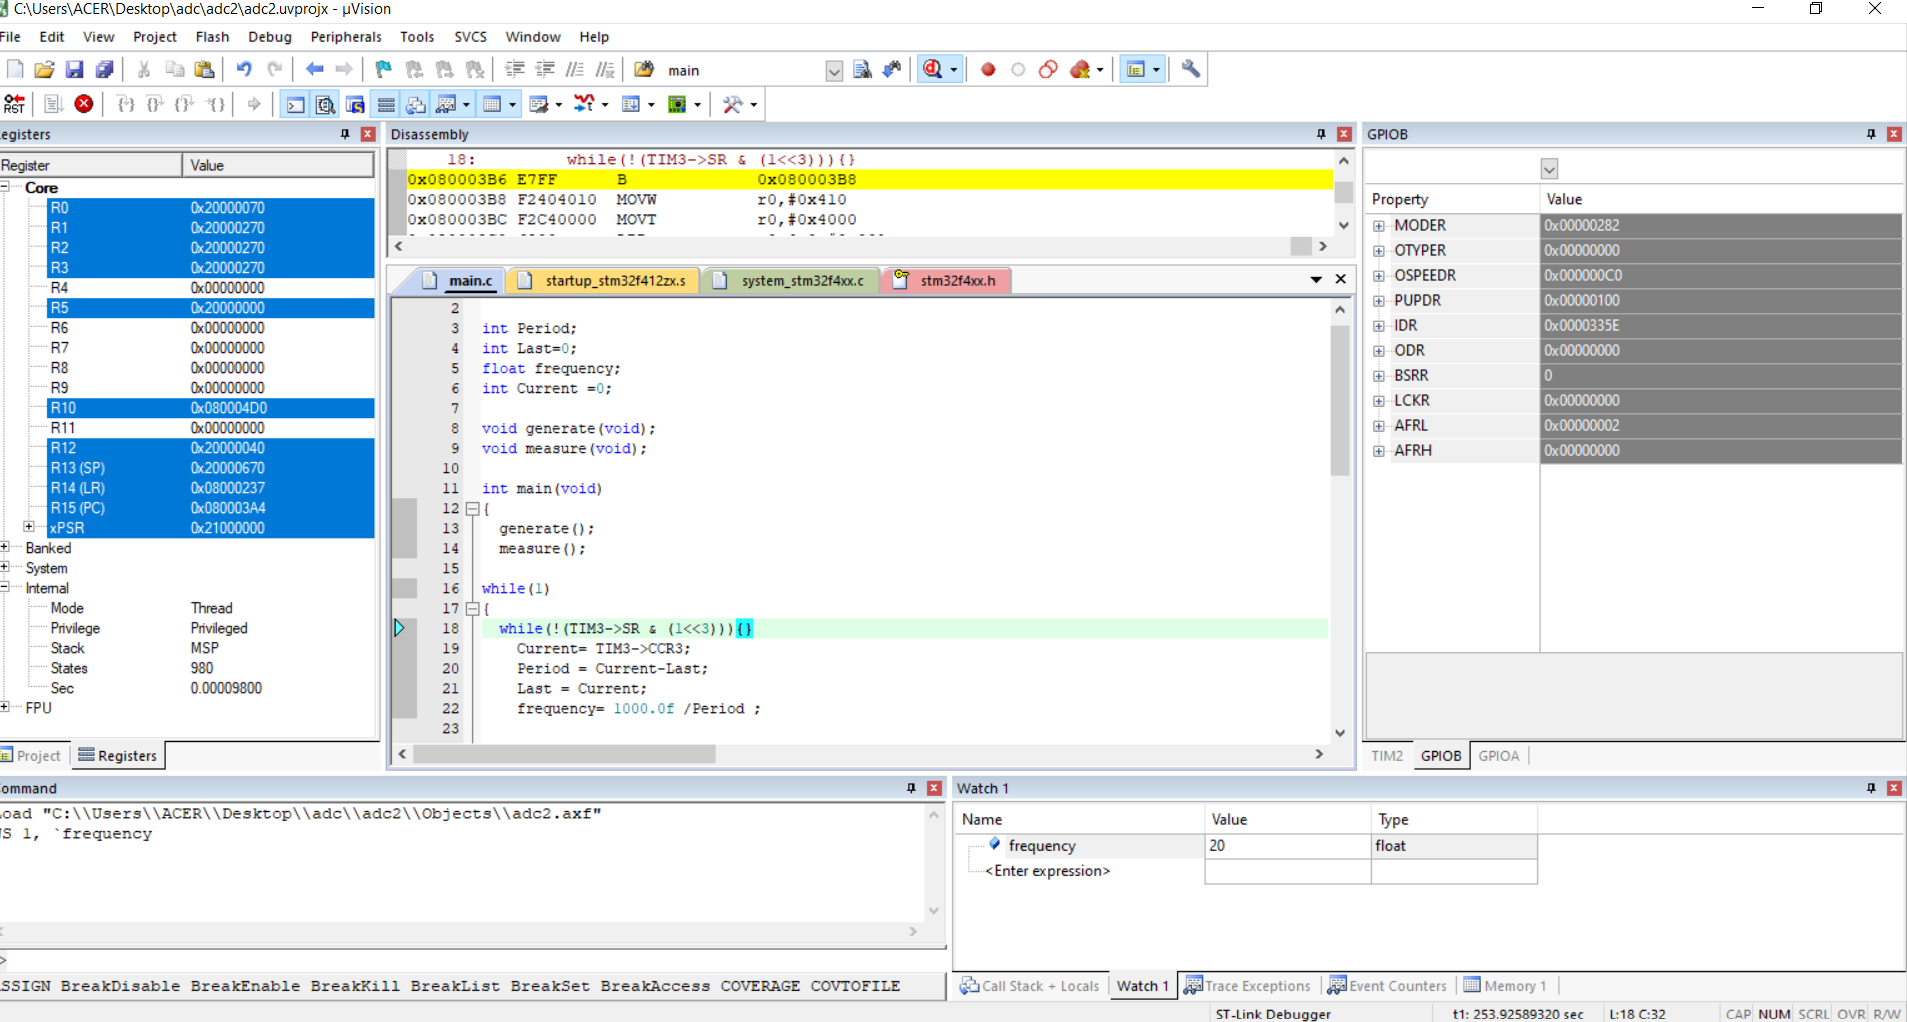 C:\Users\ACER\Desktop\adc\adc2\adc2.uvprojx - µVision
File Edit View Project Flash Debug Peripherals Tools SVCS Window Help
main
RST
egisters
Register Value
Core
R0 0x20000070
R1 0x20000270
R2 0x20000270
R3 0x20000270
R4 0x00000000
R5 0x20000000
R6 0x00000000
R7 0x00000000
R8 0x00000000
R9 0x00000000
R10 0x080004D0
R11 0x00000000
R12 0x20000040
R13 (SP) 0x20000670
R14 (LR) 0x08000237
R15 (PC) 0x080003A4
xPSR 0x21000000
Banked
System
Internal
Mode Thread
Privilege Privileged
Stack MSP
States 980
Sec 0.00009800
FPU
Project Registers
Disassembly
18: while(!(TIM3->SR & (1<<3))){}
0x080003B6 E7FF B 0x080003B8
0x080003B8 F2404010 MOVW r0,#0x410
0x080003BC F2C40000 MOVT r0,#0x4000
main.c startup_stm32f412zx.s system_stm32f4xx.c stm32f4xx.h
2
3 int Period;
4 int Last=0;
5 float frequency;
6 int Current =0;
7
8 void generate(void);
9 void measure(void);
10
11 int main(void)
12 {
13 generate();
14 measure();
15
16 while(1)
17 {
18 while(!(TIM3->SR & (1<<3))){}
19 Current= TIM3->CCR3;
20 Period = Current-Last;
21 Last = Current;
22 frequency= 1000.0f /Period ;
23
GPIOB
Property Value
MODER 0x00000282
OTYPER 0x00000000
OSPEEDR 0x000000C0
PUPDR 0x00000100
IDR 0x0000335E
ODR 0x00000000
BSRR 0
LCKR 0x00000000
AFRL 0x00000002
AFRH 0x00000000
TIM2 GPIOB GPIOA
ommand
oad "C:\\Users\\ACER\\Desktop\\adc\\adc2\\Objects\\adc2.axf"
S 1, `frequency
>
SSIGN BreakDisable BreakEnable BreakKill BreakList BreakSet BreakAccess COVERAGE COVTOFILE
Watch 1
Name Value Type
frequency 20 float
<Enter expression>
Call Stack + Locals Watch 1 Trace Exceptions Event Counters Memory 1
ST-Link Debugger t1: 253.92589320 sec L:18 C:32 CAP NUM SCRL OVR R/W